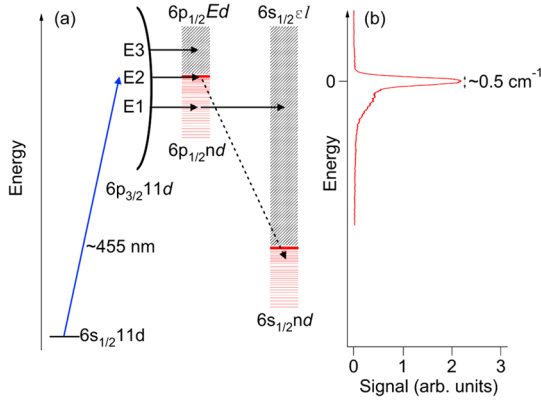 (a)
6p1/2Ed
6s1/2εl
(b)
E3
E2
E1
0
~0.5 cm-1
6p1/2nd
6p3/211d
~455 nm
6s1/2nd
6s1/211d
Energy
Energy
0
1
2
3
Signal (arb. units)